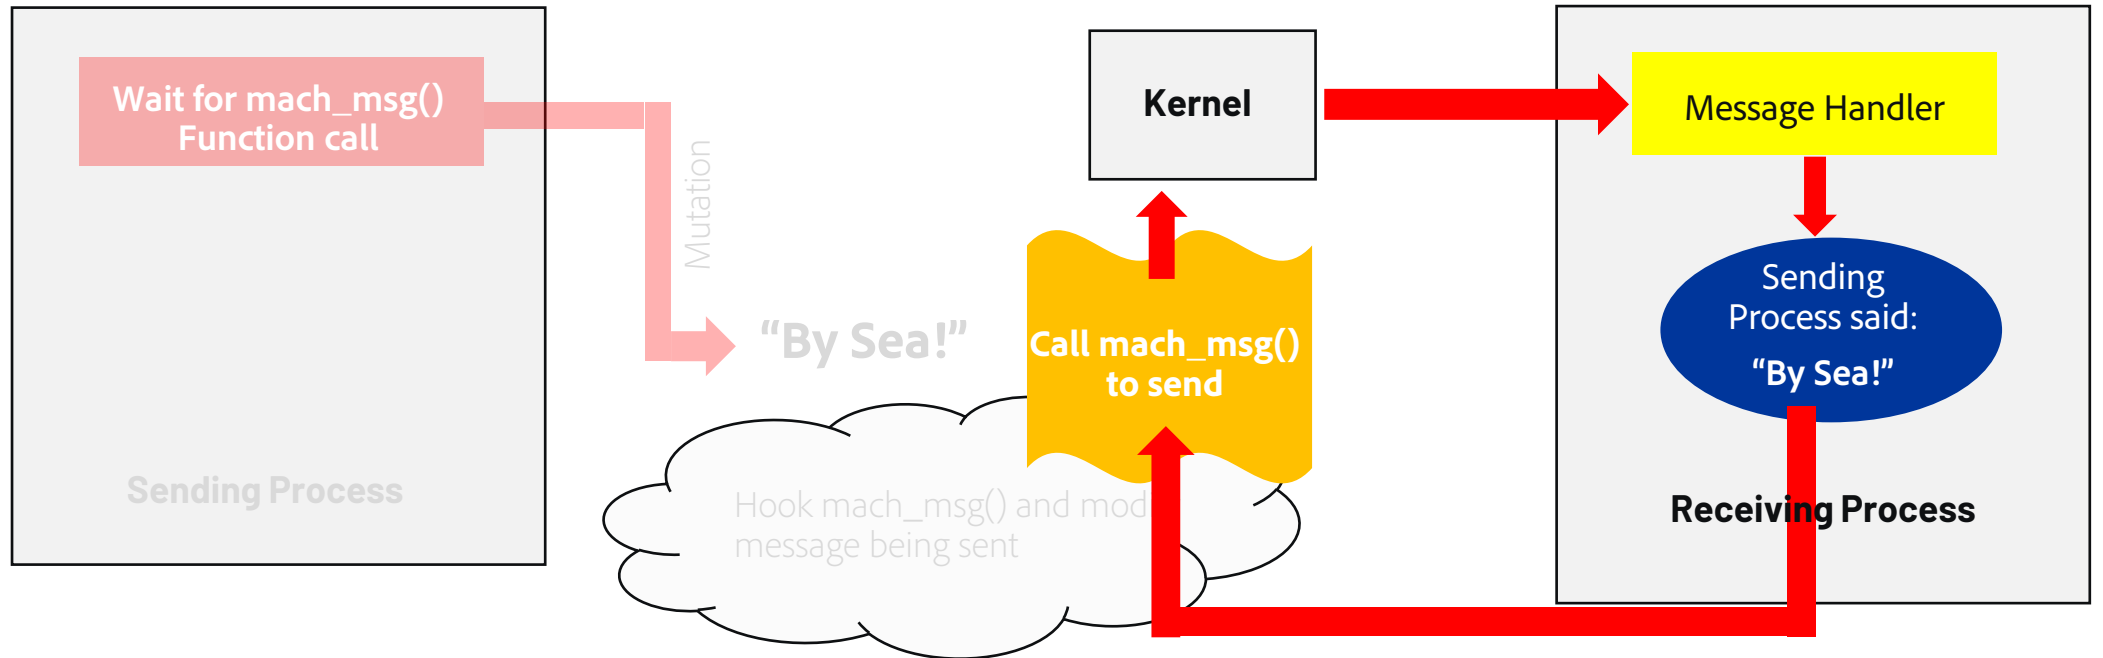 Wait for mach_msg()
Function call
Sending Process
Mutation
“By Sea!”
Hook mach_msg() and mod
message being sent
Call mach_msg()
to send
Kernel
Message Handler
Sending
Process said:
“By Sea!”
Receiving Process